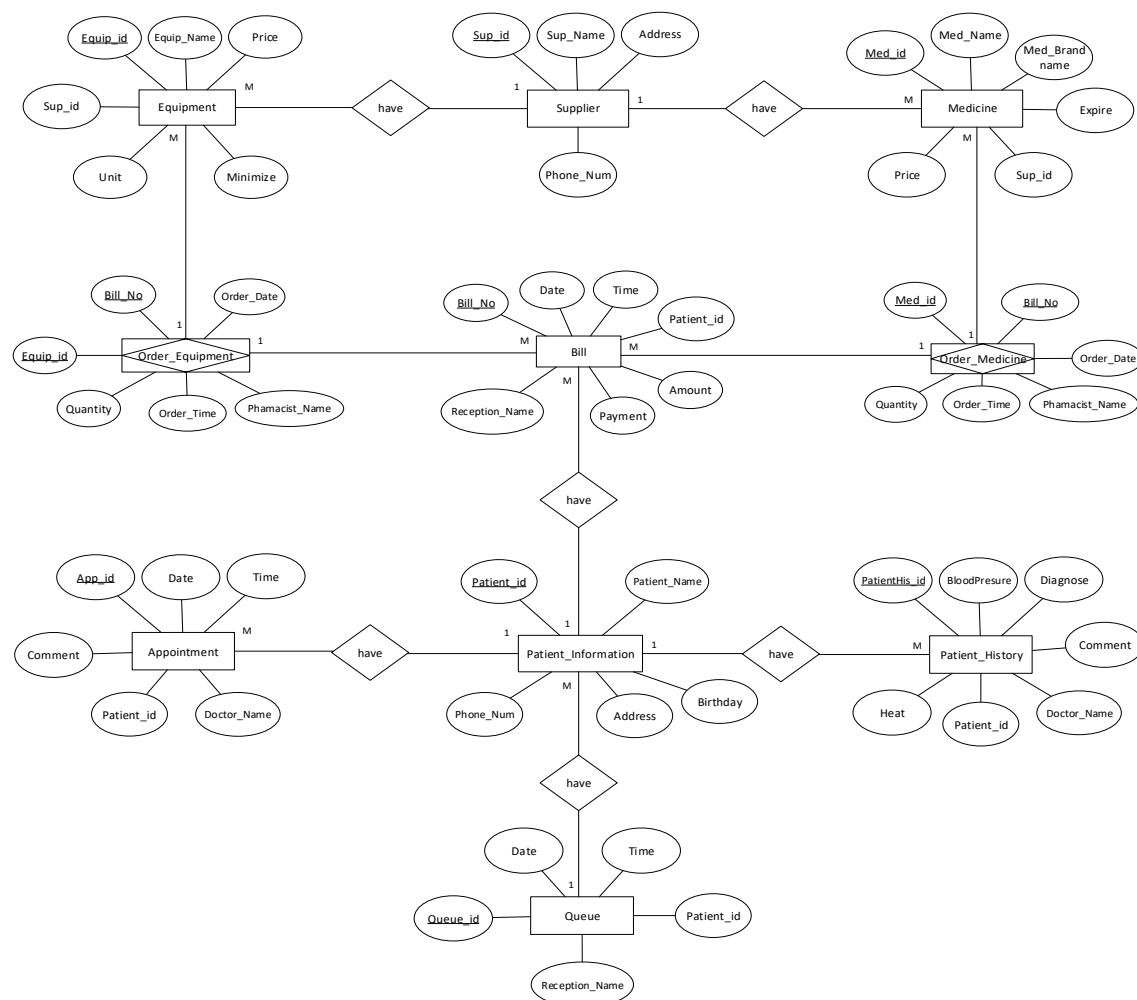 Equip_id
Equip_Name
Price
Sup_id
Sup_Name
Address
Med_id
Med_Name
Med_Brand
name
Sup_id
Equipment
M
have
1
Supplier
1
have
M
Medicine
Expire
M
Unit
Minimize
Phone_Num
M
Price
Sup_id
Bill_No
Order_Date
Bill_No
Date
Time
Patient_id
Med_id
Bill_No
Equip_id
1
Order_Equipment
1
M
Bill
M
1
1
Order_Medicine
Order_Date
Quantity
Order_Time
Phamacist_Name
Reception_Name
M
Payment
Amount
Quantity
Order_Time
Phamacist_Name
have
App_id
Date
Time
Patient_id
Patient_Name
PatientHis_id
BloodPresure
Diagnose
Comment
Appointment
M
have
1
1
Patient_Information
1
have
M
Patient_History
Comment
Patient_id
Doctor_Name
Phone_Num
M
Address
Birthday
Heat
Patient_id
Doctor_Name
have
Date
Time
1
Queue_id
Queue
Patient_id
Reception_Name